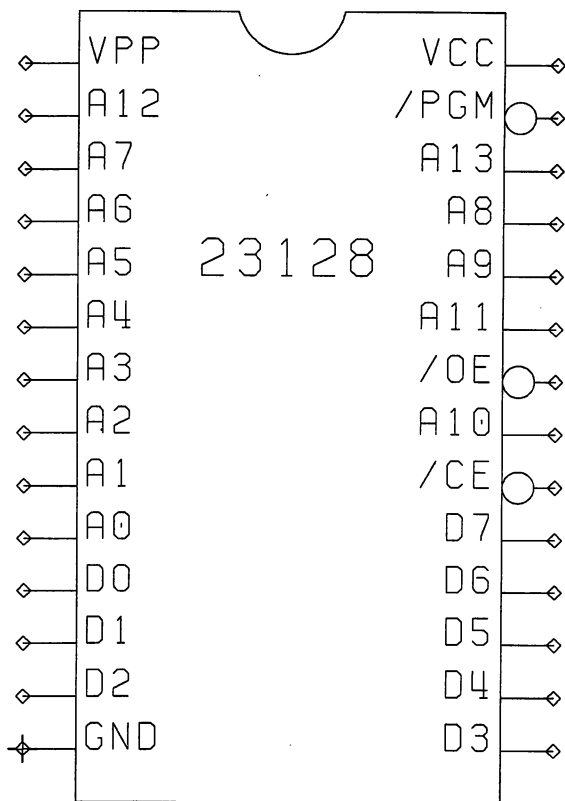 VPP VCC
A12 /PGM
A7 A13
A6 A8
A5 23128 A9
A4 A11
A3 /OE
A2 A10
A1 /CE
A0 D7
D0 D6
D1 D5
D2 D4
GND D3